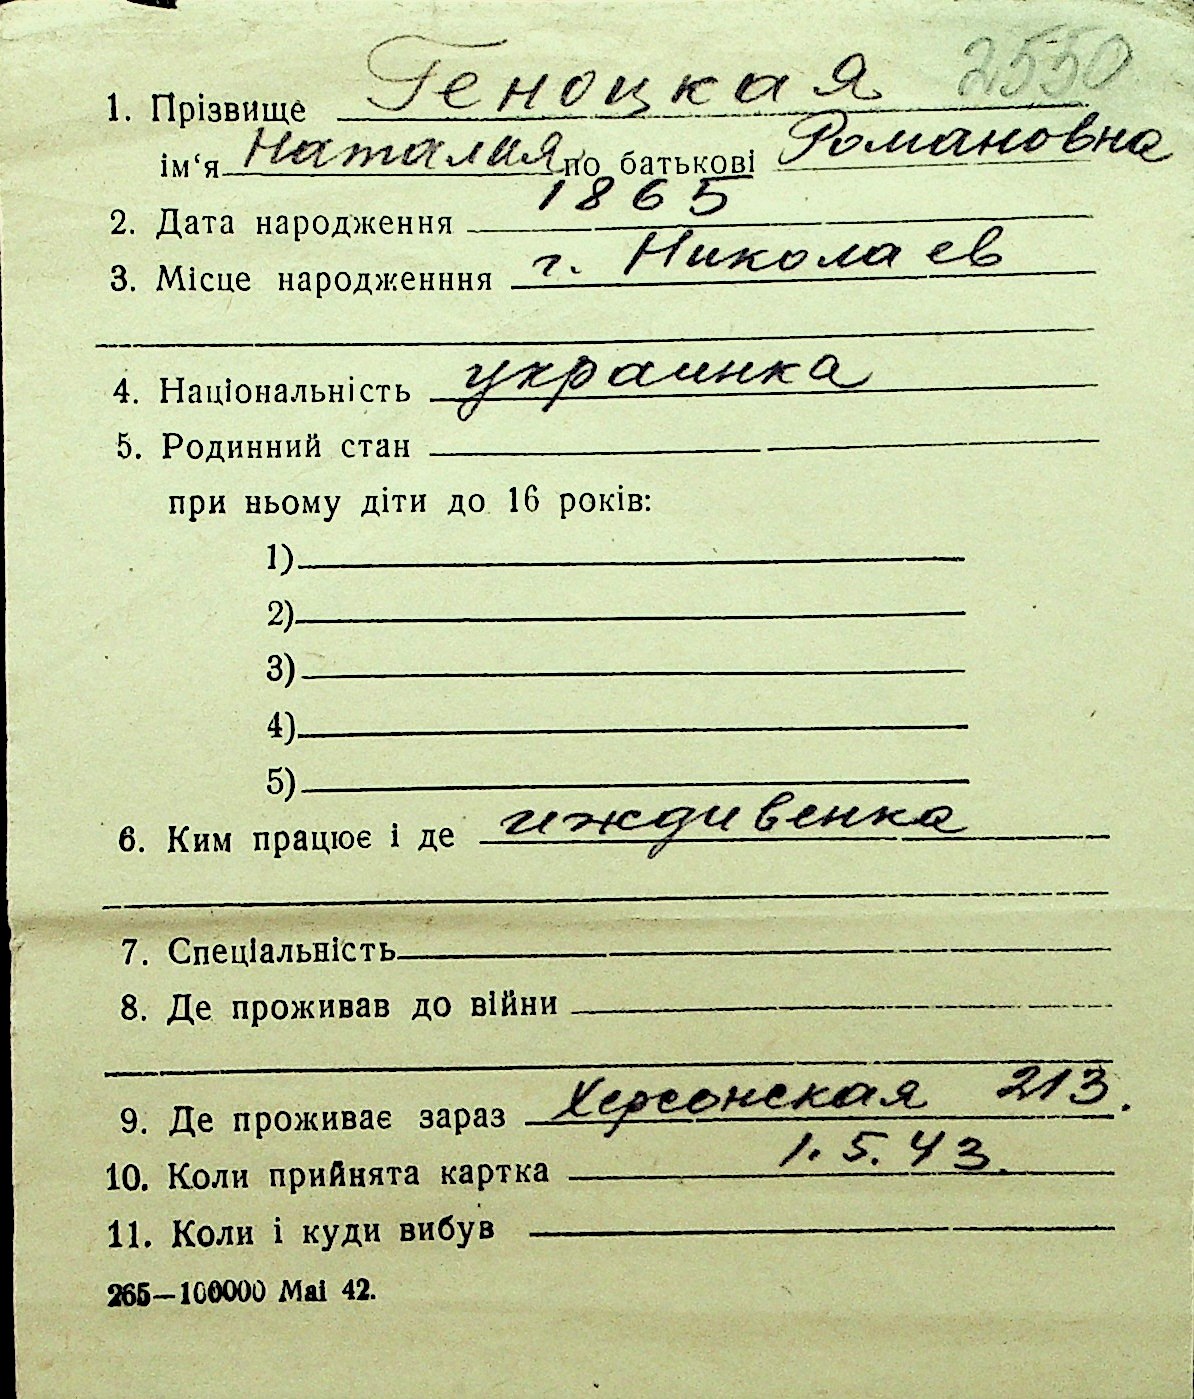 2550
1. Прізвище Геноцкая
ім‘я Наталия по батькові Романовна
2. Дата народження 1865
3. Місце народженння г. Николаев
4. Національність украинка
5. Родинний стан
при ньому діти до 16 років:
1)
2)
3)
4)
5)
6. Ким працює і де иждивенка
7. Спеціальність
8. Де проживав до війни
9. Де проживає зараз Херсонская 213.
10. Коли прийнята картка 1.5.43.
11. Коли і куди вибув
265—100000 Mai 42.